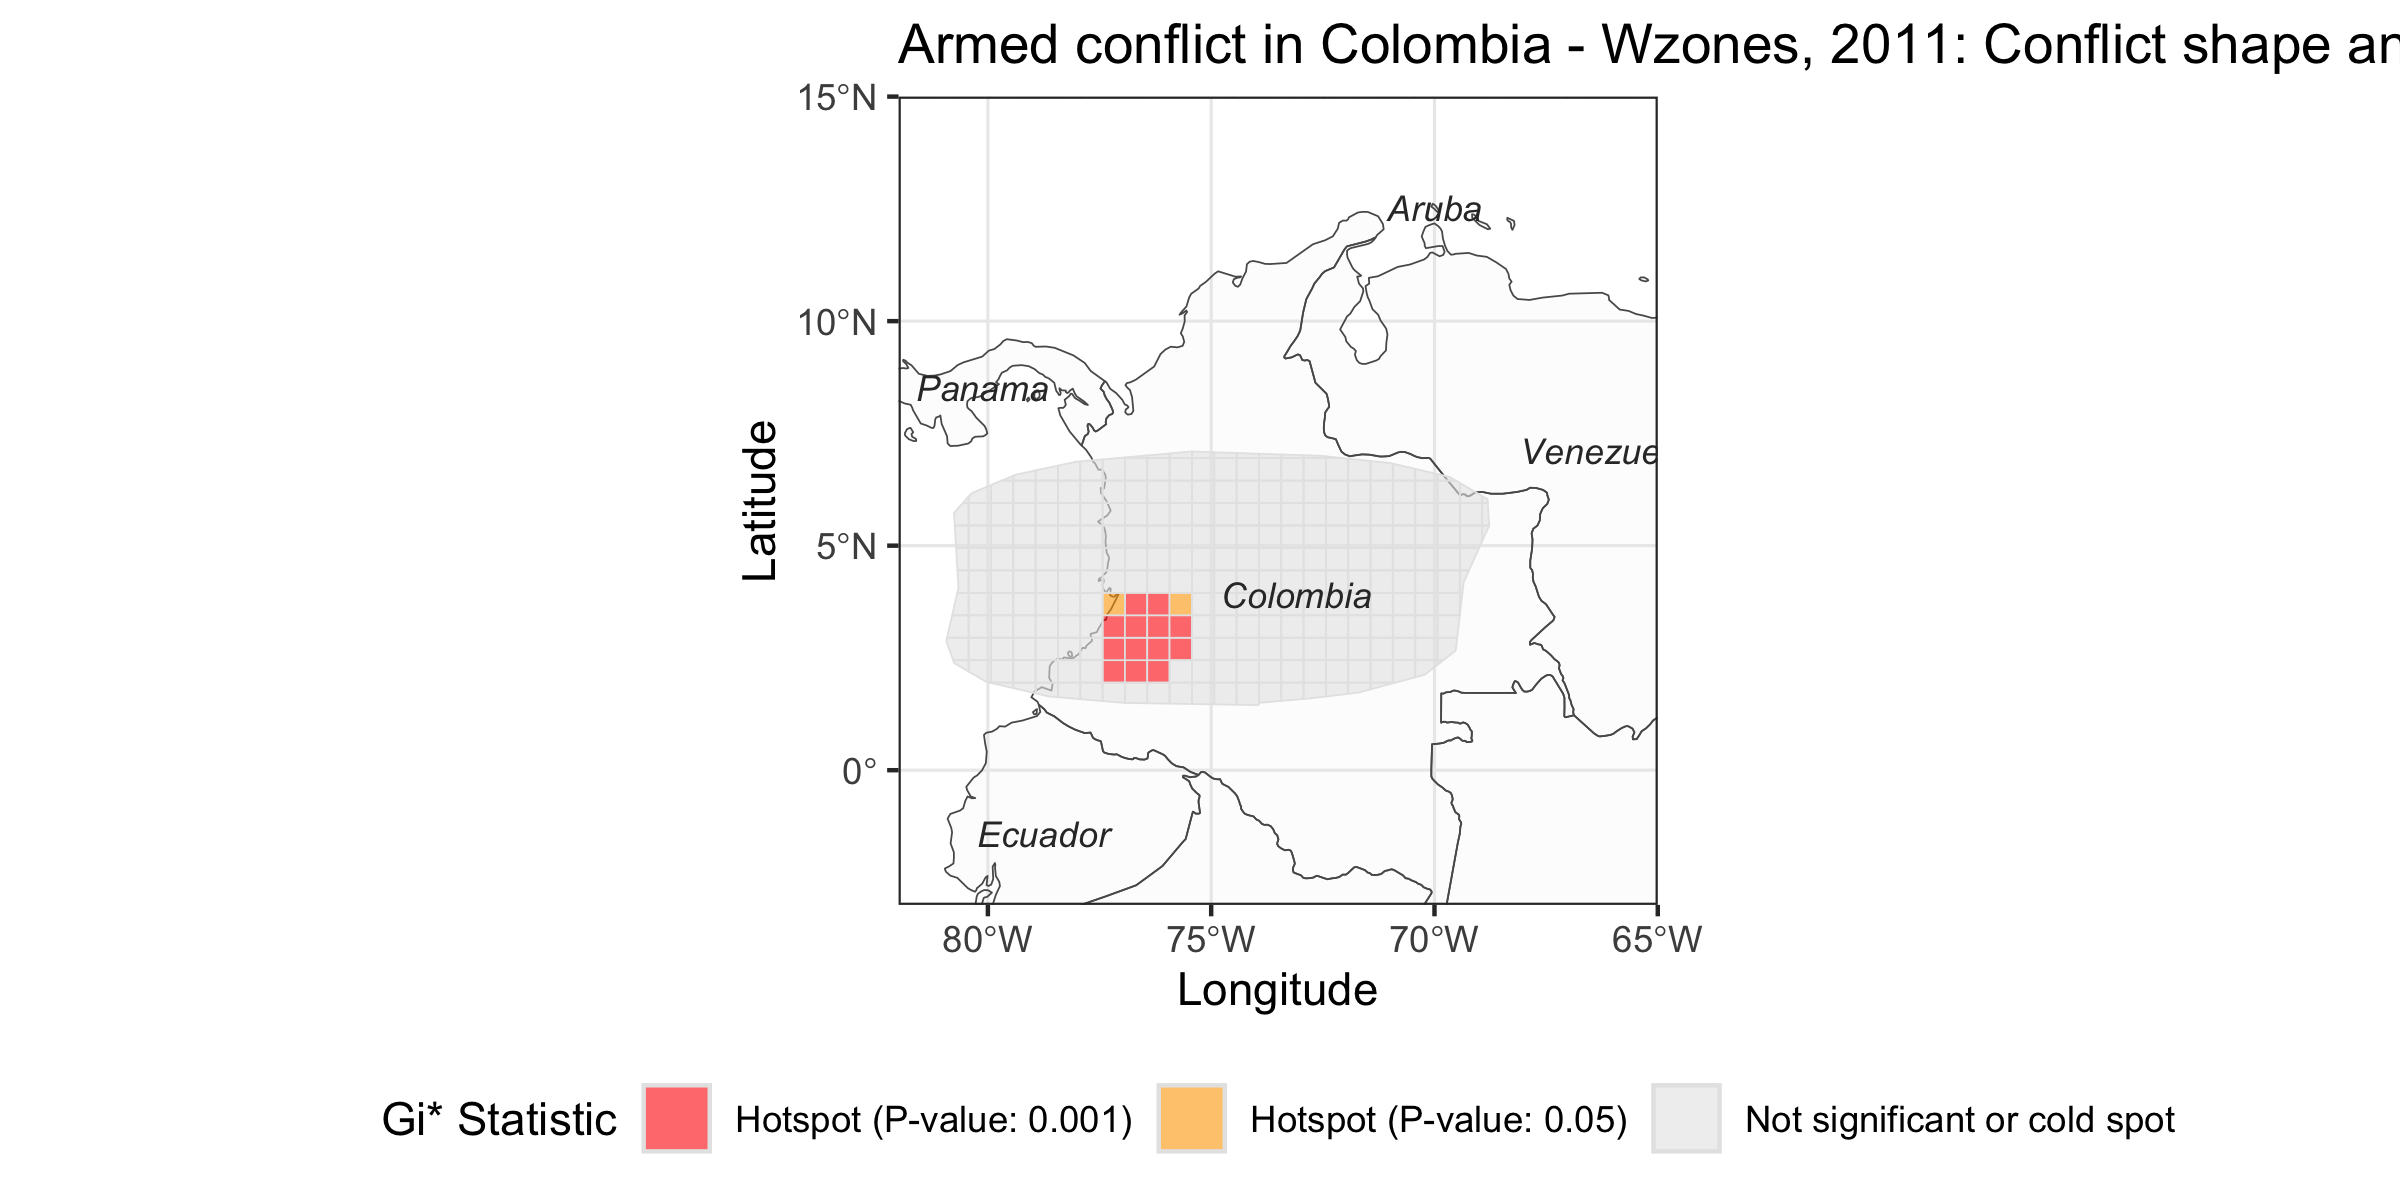 Armed conflict in Colombia - Wzones, 2011: Conflict shape an
15°N
10°N
5°N
0°
Latitude
Aruba
Panama
Venezue
Colombia
Ecuador
80°W 75°W 70°W 65°W
Longitude
Gi* Statistic Hotspot (P-value: 0.001) Hotspot (P-value: 0.05) Not significant or cold spot